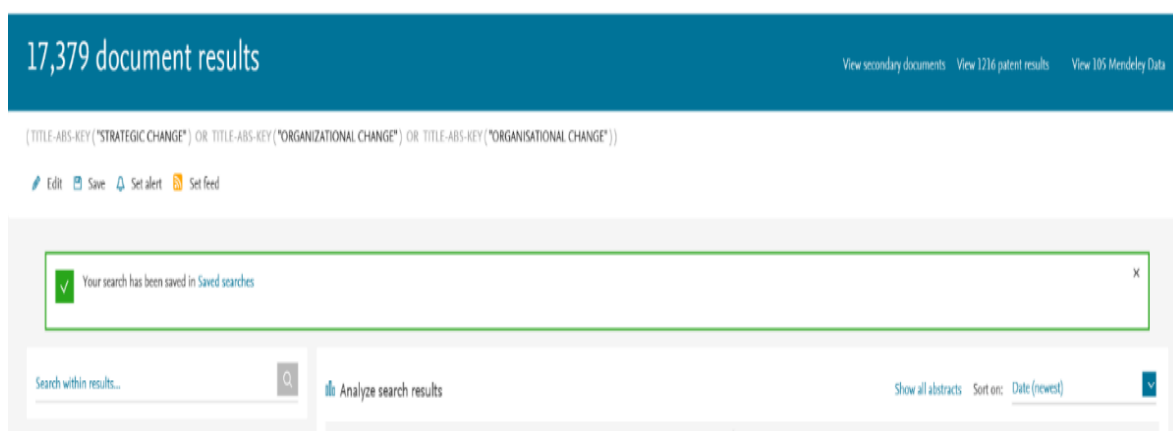 17,379 document results
View secondary documents View 1216 patent results View 105 Mendeley Data
(TITLE-ABS-KEY("STRATEGIC CHANGE") OR TITLE-ABS-KEY("ORGANIZATIONAL CHANGE") OR TITLE-ABS-KEY("ORGANISATIONAL CHANGE"))
Edit Save Set alert Set feed
Your search has been saved in Saved searches
Search within results...
Analyze search results
Show all abstracts Sort on: Date (newest)